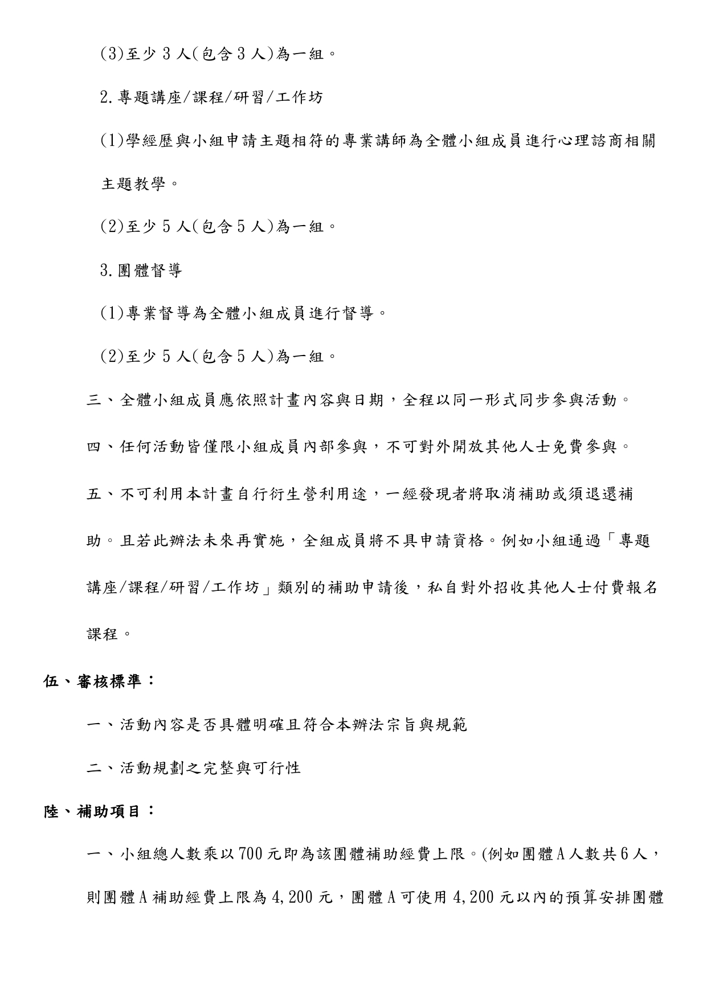 (3)至少 3 人(包含 3 人)為一組。
2. 專題講座/課程/研習/工作坊
(1)學經歷與小組申請主題相符的專業講師為全體小組成員進行心理諮商相關
主題教學。
(2)至少 5 人(包含 5 人)為一組。
3. 團體督導
(1)專業督導為全體小組成員進行督導。
(2)至少 5 人(包含 5 人)為一組。
三、全體小組成員應依照計畫內容與日期，全程以同一形式同步參與活動。
四、任何活動皆僅限小組成員內部參與，不可對外開放其他人士免費參與。
五、不可利用本計畫自行衍生營利用途，一經發現者將取消補助或須退還補
助。且若此辦法未來再實施，全組成員將不具申請資格。例如小組通過「專題
講座/課程/研習/工作坊」類別的補助申請後，私自對外招收其他人士付費報名
課程。
伍、審核標準：
一、活動內容是否具體明確且符合本辦法宗旨與規範
二、活動規劃之完整與可行性
陸、補助項目：
一、小組總人數乘以 700 元即為該團體補助經費上限。(例如團體 A 人數共 6 人，
則團體 A 補助經費上限為 4,200 元，團體 A 可使用 4,200 元以內的預算安排團體